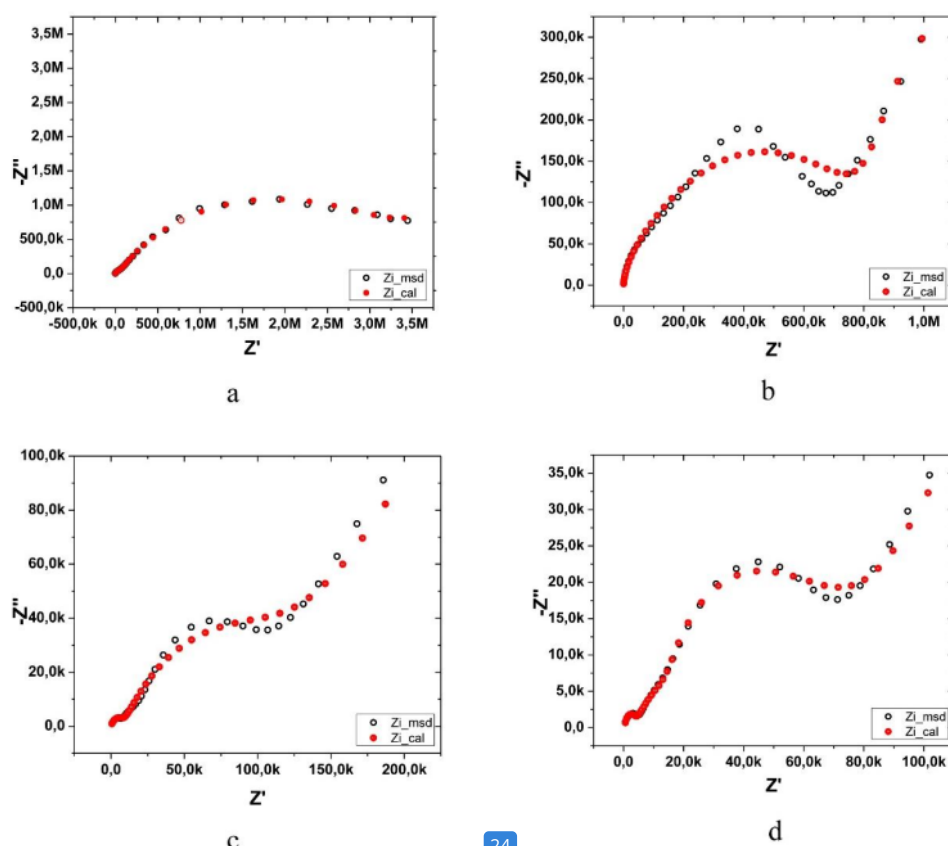 3,5M
3,0M
2,5M
2,0M
1,5M
1,0M
500,0k
0,0
-500,0k
-Z"
-500,0k 0,0 500,0k 1,0M 1,5M 2,0M 2,5M 3,0M 3,5M
Z'
Zi_msd
Zi_cal
a
300,0k
250,0k
200,0k
150,0k
100,0k
50,0k
0,0
-Z"
0,0 200,0k 400,0k 600,0k 800,0k 1,0M
Z'
Zi_msd
Zi_cal
b
100,0k
80,0k
60,0k
40,0k
20,0k
0,0
-Z"
0,0 50,0k 100,0k 150,0k 200,0k
Z'
Zi_msd
Zi_cal
c
35,0k
30,0k
25,0k
20,0k
15,0k
10,0k
5,0k
0,0
-Z"
0,0 20,0k 40,0k 60,0k 80,0k 100,0k
Z'
Zi_msd
Zi_cal
d
24